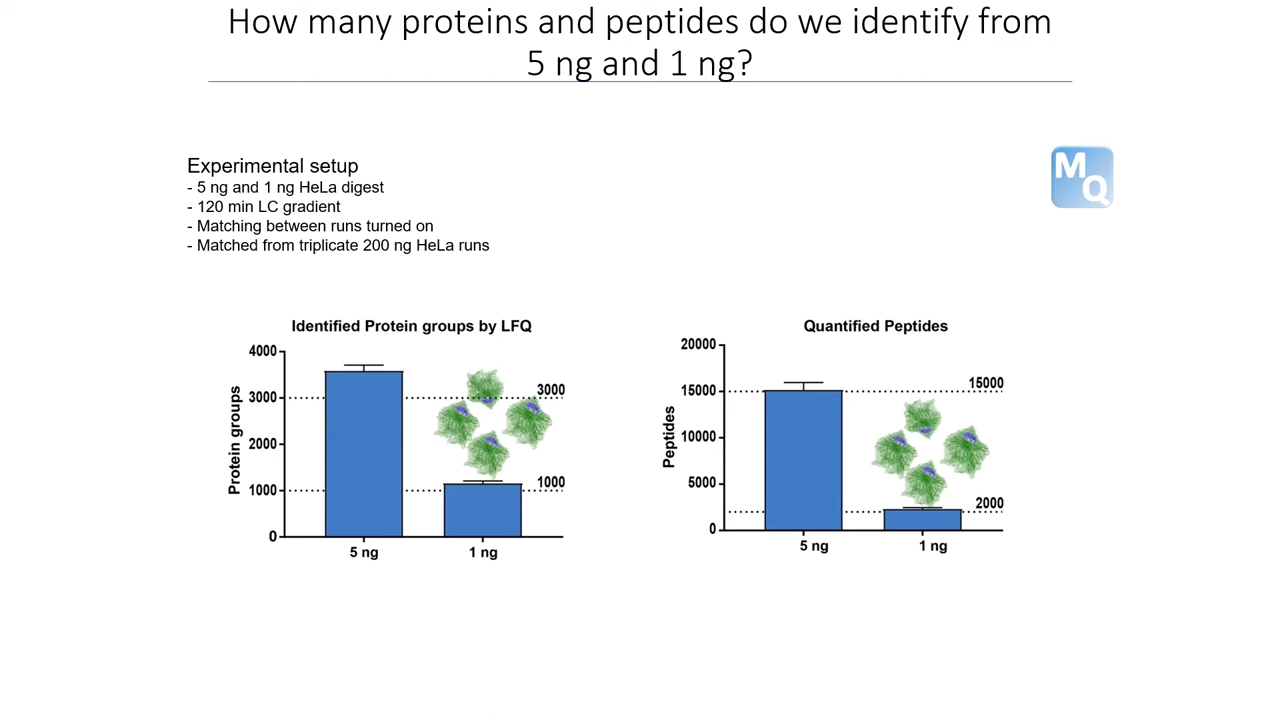 How many proteins and peptides do we identify from
5 ng and 1 ng?
Experimental setup
- 5 ng and 1 ng HeLa digest
- 120 min LC gradient
- Matching between runs turned on
- Matched from triplicate 200 ng HeLa runs
M
Q
Identified Protein groups by LFQ
Protein groups
4000
3000
2000
1000
0
3000
1000
5 ng
1 ng
Quantified Peptides
Peptides
20000
15000
10000
5000
0
15000
2000
5 ng
1 ng